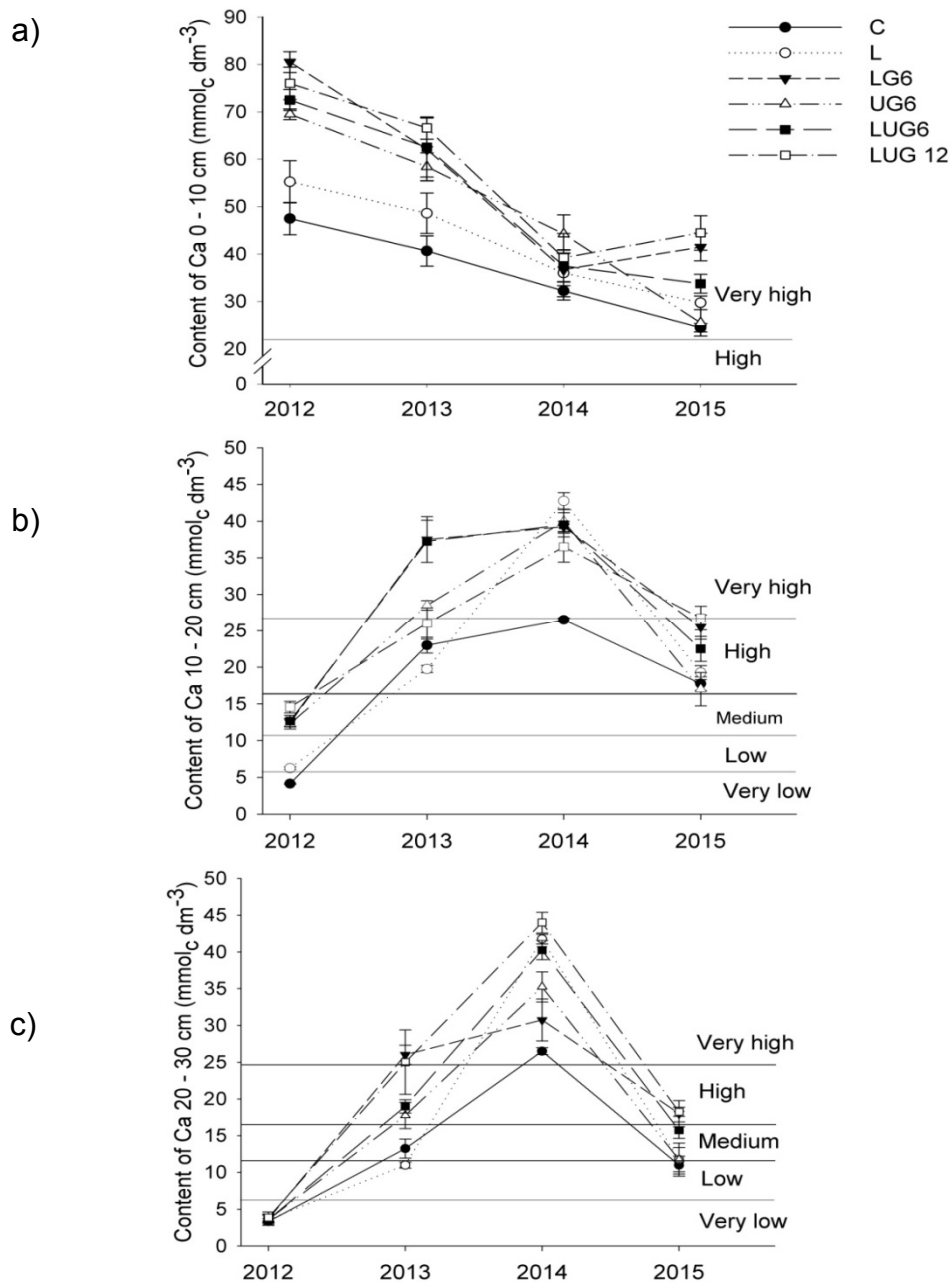 a)
Content of Ca 0 - 10 cm (mmolc dm-3)
90
80
70
60
50
40
30
20
0
2012 2013 2014 2015
C
L
LG6
UG6
LUG6
LUG 12
Very high
High
b)
Content of Ca 10 - 20 cm (mmolc dm-3)
50
45
40
35
30
25
20
15
10
5
0
2012 2013 2014 2015
Very high
High
Medium
Low
Very low
c)
Content of Ca 20 - 30 cm (mmolc dm-3)
50
45
40
35
30
25
20
15
10
5
0
2012 2013 2014 2015
Very high
High
Medium
Low
Very low